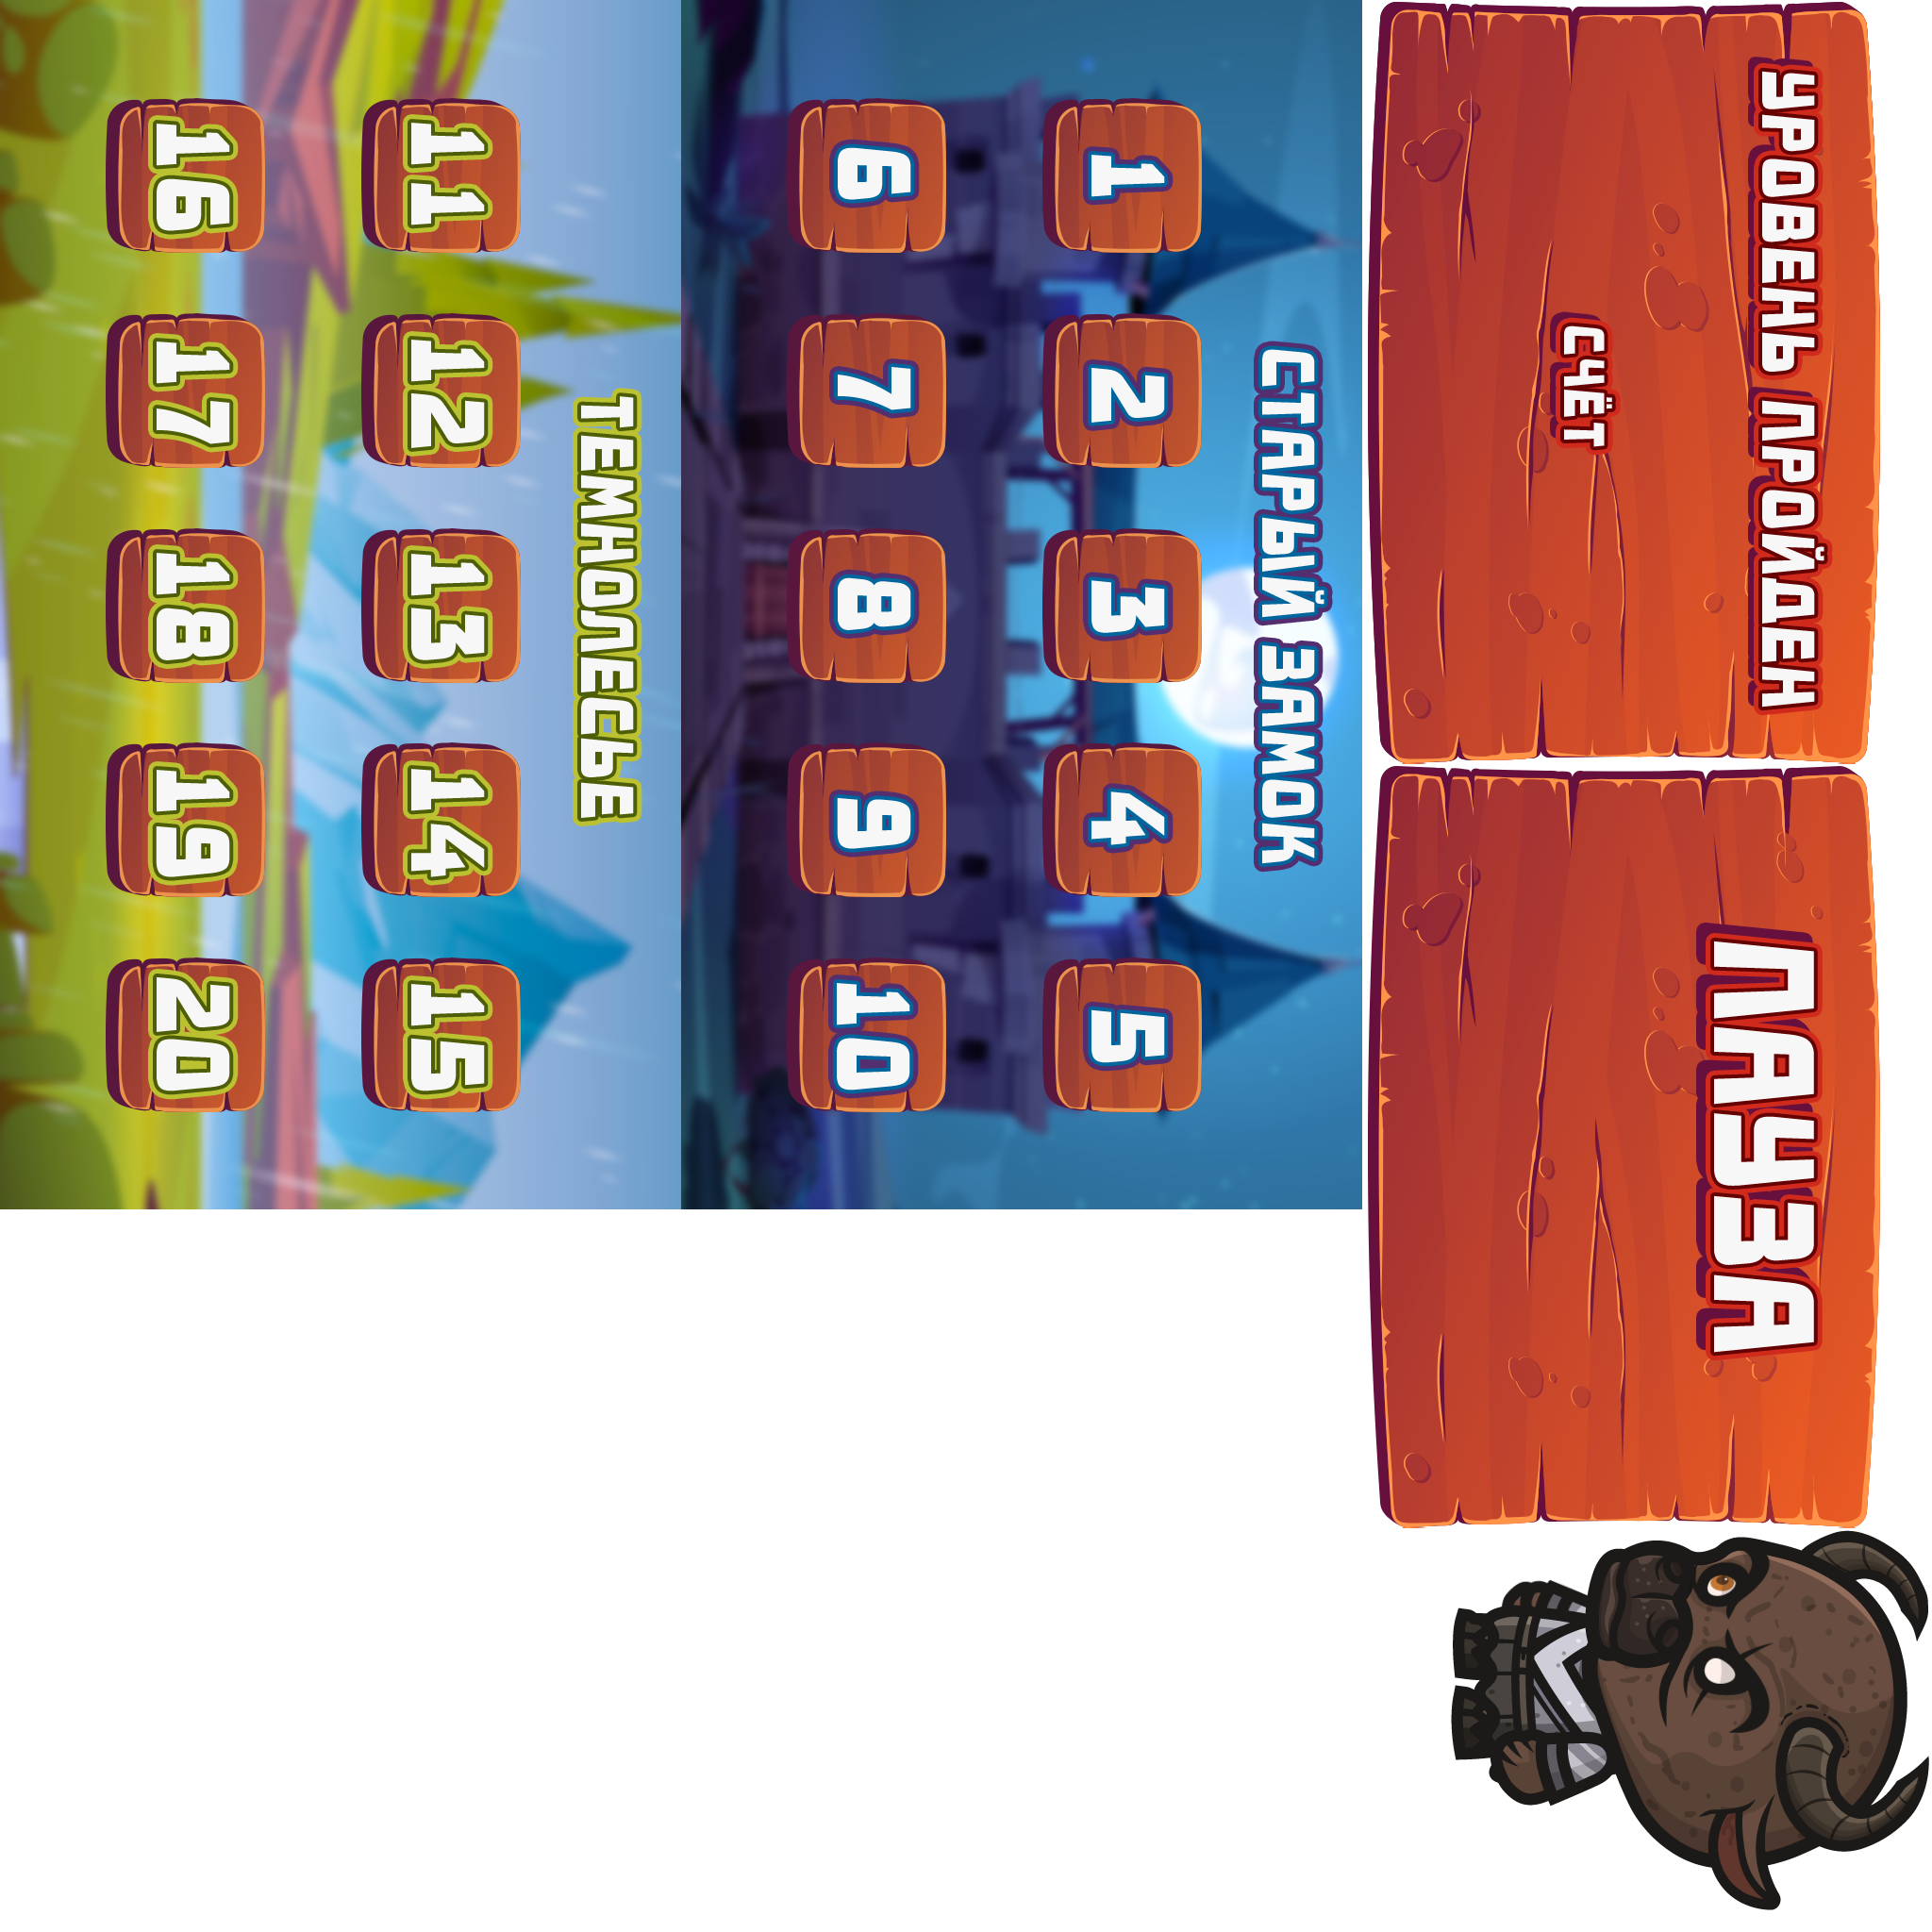 УРОВЕНЬ ПРОЙДЕН
СЧЁТ
ПАУЗА
СТАРЫЙ ЗАМОК
1 2 3 4 5
6 7 8 9 10
ТЕМНОЛЕСЬЕ
11 12 13 14 15
16 17 18 19 20